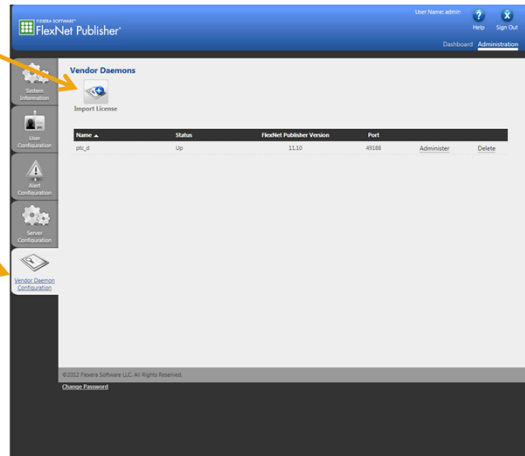 User Name: admin
Help
Sign Out
FLEXERA SOFTWARE
FlexNet Publisher
Dashboard
Administration
System
Information
User
Configuration
Alert
Configuration
Server
Configuration
Vendor Daemon
Configuration
Vendor Daemons
Import License
Name Status FlexNet Publisher Version Port
ptc_d Up 11.10 49188 Administer Delete
©2012 Flexera Software LLC. All Rights Reserved.
Change Password